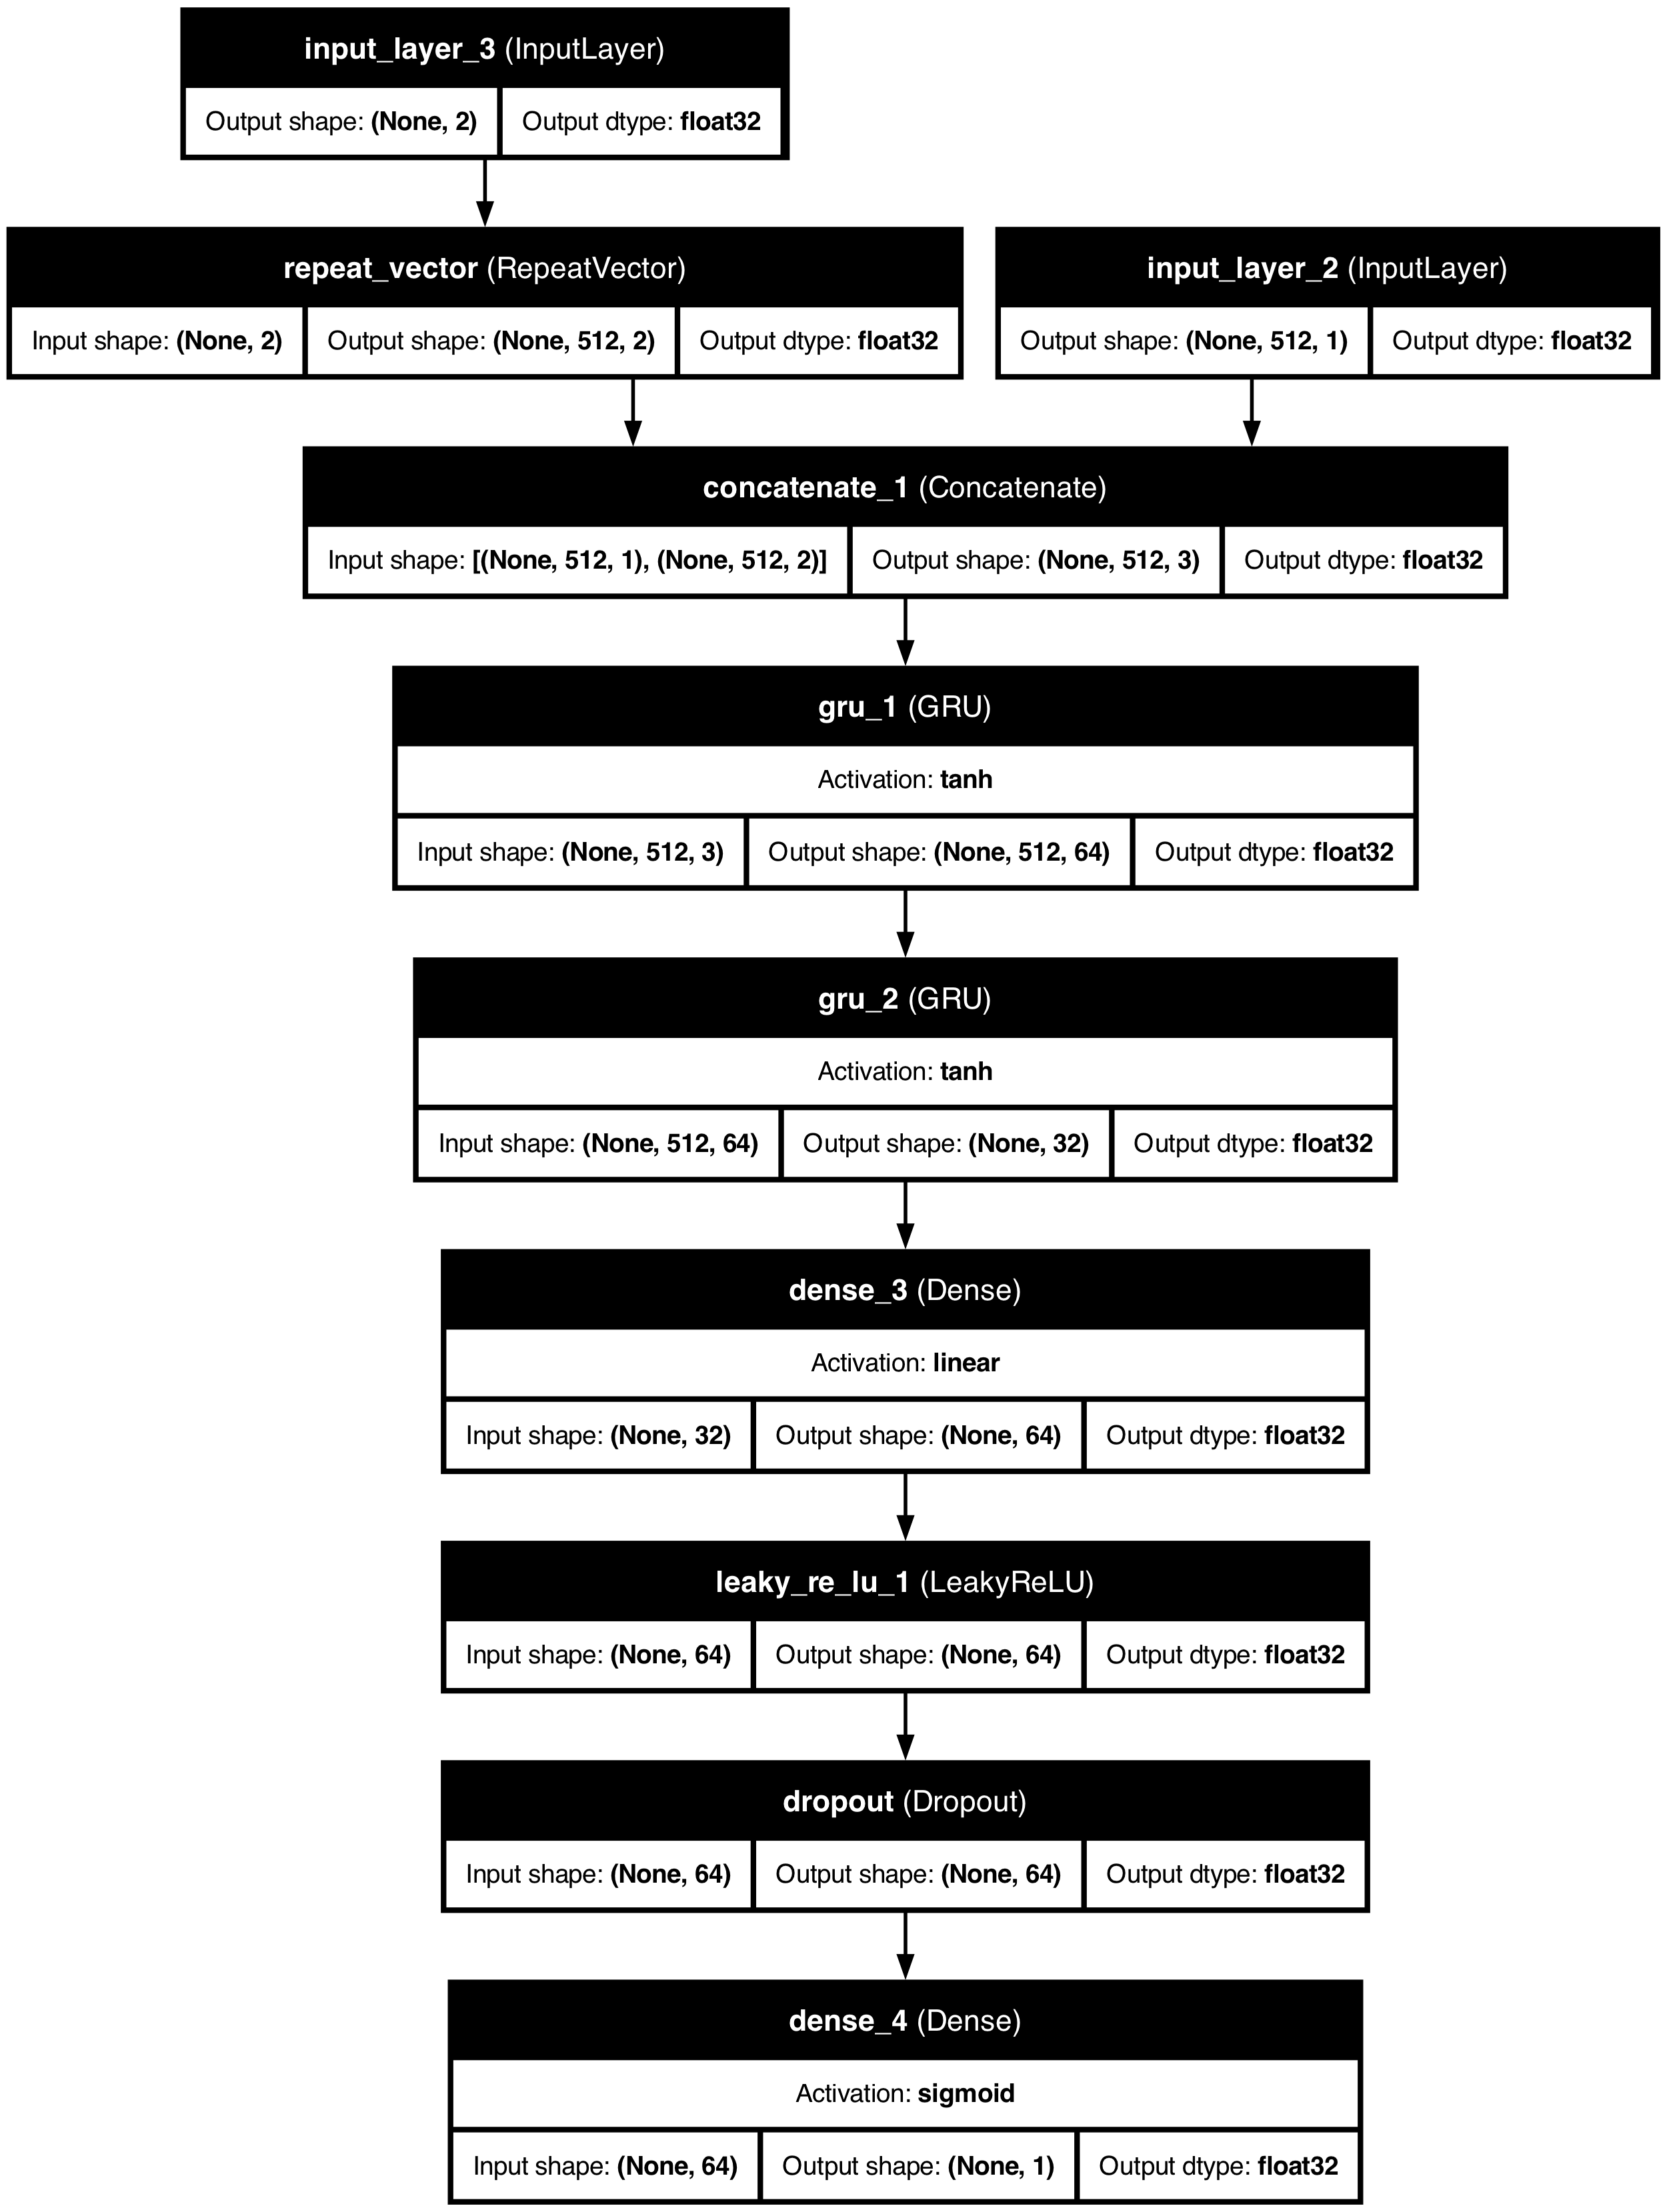 input_layer_3 (InputLayer)
Output shape: (None, 2) Output dtype: float32
repeat_vector (RepeatVector)
Input shape: (None, 2) Output shape: (None, 512, 2) Output dtype: float32
input_layer_2 (InputLayer)
Output shape: (None, 512, 1) Output dtype: float32
concatenate_1 (Concatenate)
Input shape: [(None, 512, 1), (None, 512, 2)] Output shape: (None, 512, 3) Output dtype: float32
gru_1 (GRU)
Activation: tanh
Input shape: (None, 512, 3) Output shape: (None, 512, 64) Output dtype: float32
gru_2 (GRU)
Activation: tanh
Input shape: (None, 512, 64) Output shape: (None, 32) Output dtype: float32
dense_3 (Dense)
Activation: linear
Input shape: (None, 32) Output shape: (None, 64) Output dtype: float32
leaky_re_lu_1 (LeakyReLU)
Input shape: (None, 64) Output shape: (None, 64) Output dtype: float32
dropout (Dropout)
Input shape: (None, 64) Output shape: (None, 64) Output dtype: float32
dense_4 (Dense)
Activation: sigmoid
Input shape: (None, 64) Output shape: (None, 1) Output dtype: float32